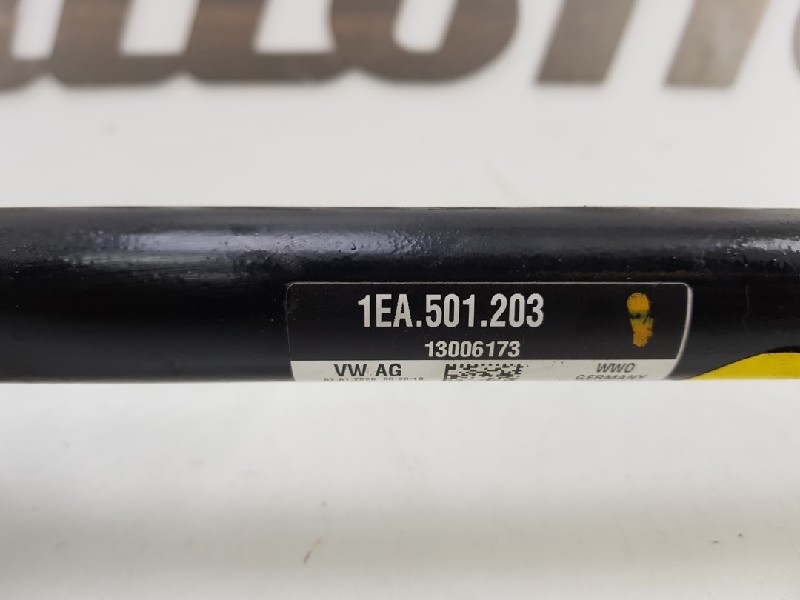 1EA.501.203
13006173
VW AG
WWO
GERMANY